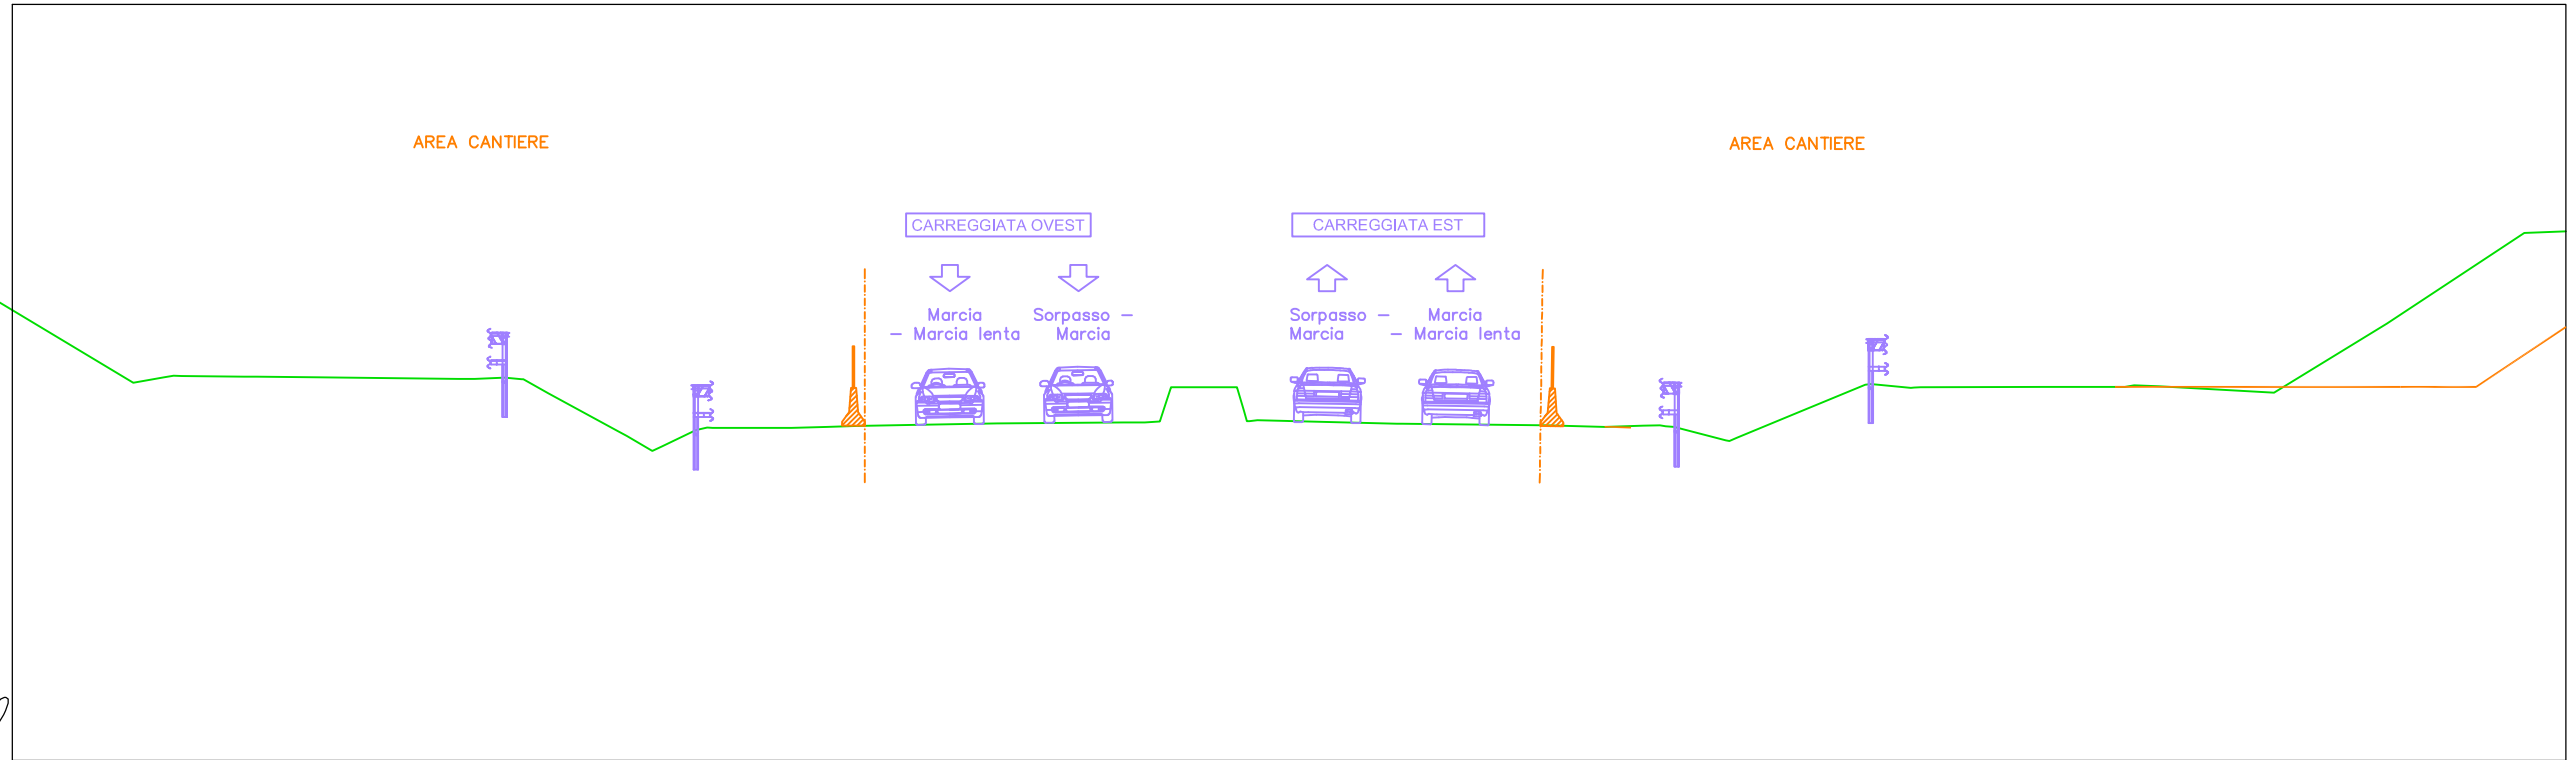 AREA CANTIERE
AREA CANTIERE
CARREGGIATA OVEST
CARREGGIATA EST
Marcia
– Marcia lenta
Sorpasso –
Marcia
Sorpasso –
Marcia
Marcia
– Marcia lenta